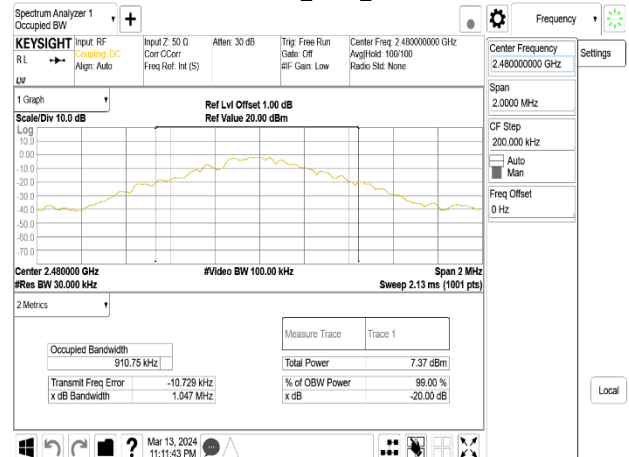 Spectrum Analyzer 1
Occupied BW
Frequency
KEYSIGHT
R L
Input: RF
Coupling: DC
Align: Auto
Input Z: 50 Ω
Corr CCorr
Freq Ref: Int (S)
Atten: 30 dB
Trig: Free Run
Gate: Off
#IF Gain: Low
Center Freq: 2.480000000 GHz
Avg|Hold: 100/100
Radio Std: None
Center Frequency
2.480000000 GHz
Settings
Span
2.0000 MHz
CF Step
200.000 kHz
Auto
Man
Freq Offset
0 Hz
Local
1 Graph
Scale/Div 10.0 dB
Ref Lvl Offset 1.00 dB
Ref Value 20.00 dBm
Log
10.0
0.00
-10.0
-20.0
-30.0
-40.0
-50.0
-60.0
-70.0
Center 2.480000 GHz
#Video BW 100.00 kHz
Span 2 MHz
#Res BW 30.000 kHz
Sweep 2.13 ms (1001 pts)
2 Metrics
Measure Trace
Trace 1
Occupied Bandwidth
910.75 kHz
Total Power
7.37 dBm
Transmit Freq Error
-10.729 kHz
% of OBW Power
99.00 %
x dB Bandwidth
1.047 MHz
x dB
-20.00 dB
?
Mar 13, 2024
11:11:43 PM